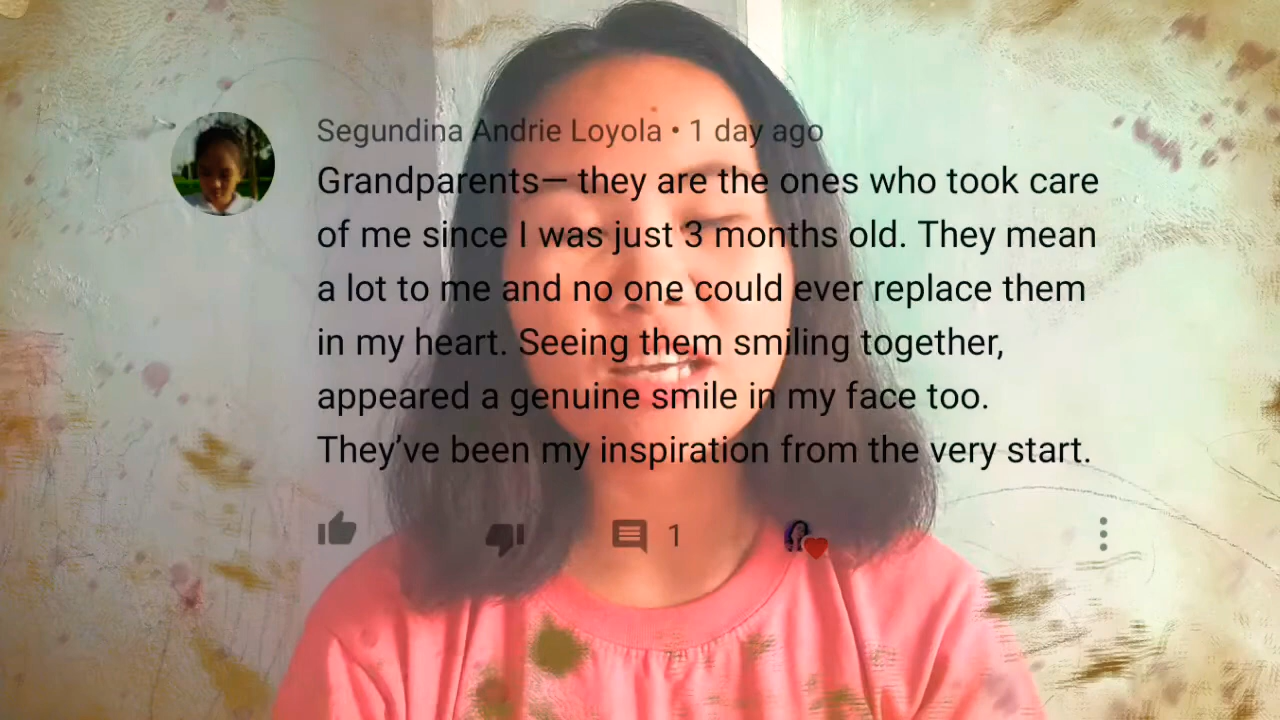 Segundina Andrie Loyola • 1 day ago
Grandparents— they are the ones who took care
of me since I was just 3 months old. They mean
a lot to me and no one could ever replace them
in my heart. Seeing them smiling together,
appeared a genuine smile in my face too.
They’ve been my inspiration from the very start.
1